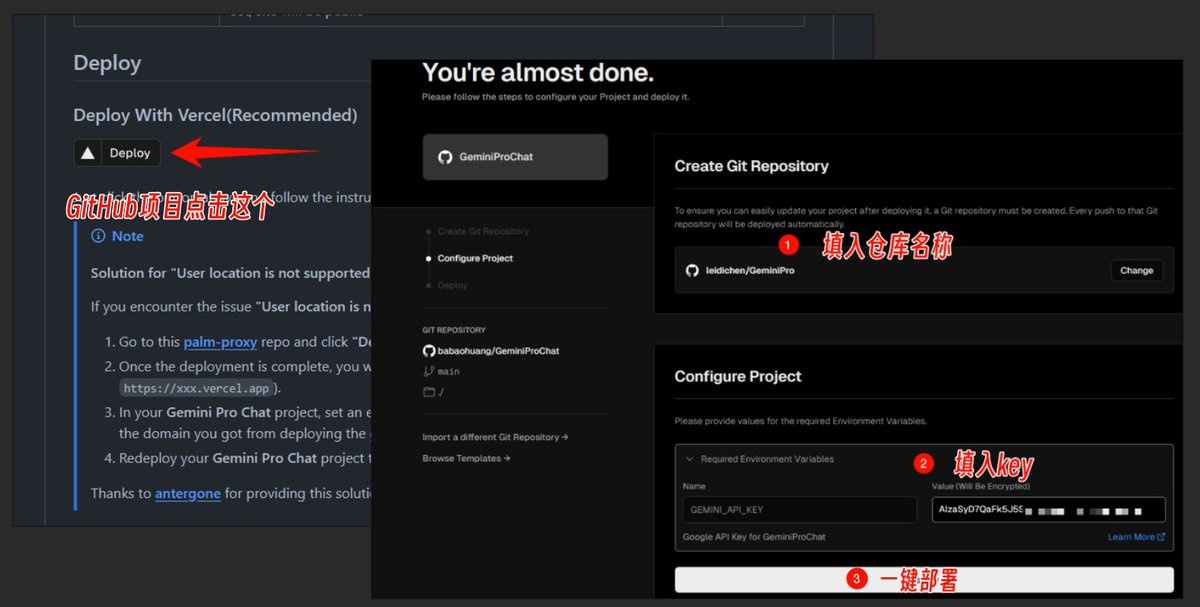 Deploy
Deploy With Vercel(Recommended)
Deploy
follow the instru
GitHub项目点击这个
Note
Solution for "User location is not supported
If you encounter the issue "User location is n
1. Go to this palm-proxy repo and click "De
2. Once the deployment is complete, you w
https://xxx.vercel.app ).
3. In your Gemini Pro Chat project, set an e
the domain you got from deploying the
4. Redeploy your Gemini Pro Chat project t
Thanks to antergone for providing this solutio
You're almost done.
Please follow the steps to configure your Project and deploy it.
GeminiProChat
Create Git Repository
Configure Project
Deploy
GIT REPOSITORY
babaohuang/GeminiProChat
main
./
Import a different Git Repository →
Browse Templates →
Create Git Repository
To ensure you can easily update your project after deploying it, a Git repository must be created. Every push to that Git
repository will be deployed automatically.
1 填入仓库名称
leidichen/GeminiPro
Change
Configure Project
Please provide values for the required Environment Variables.
Required Environment Variables
2 填入key
Name
Value (Will Be Encrypted)
GEMINI_API_KEY
AIzaSyD7QaFk5J5S
Google API Key for GeminiProChat
Learn More
3 一键部署